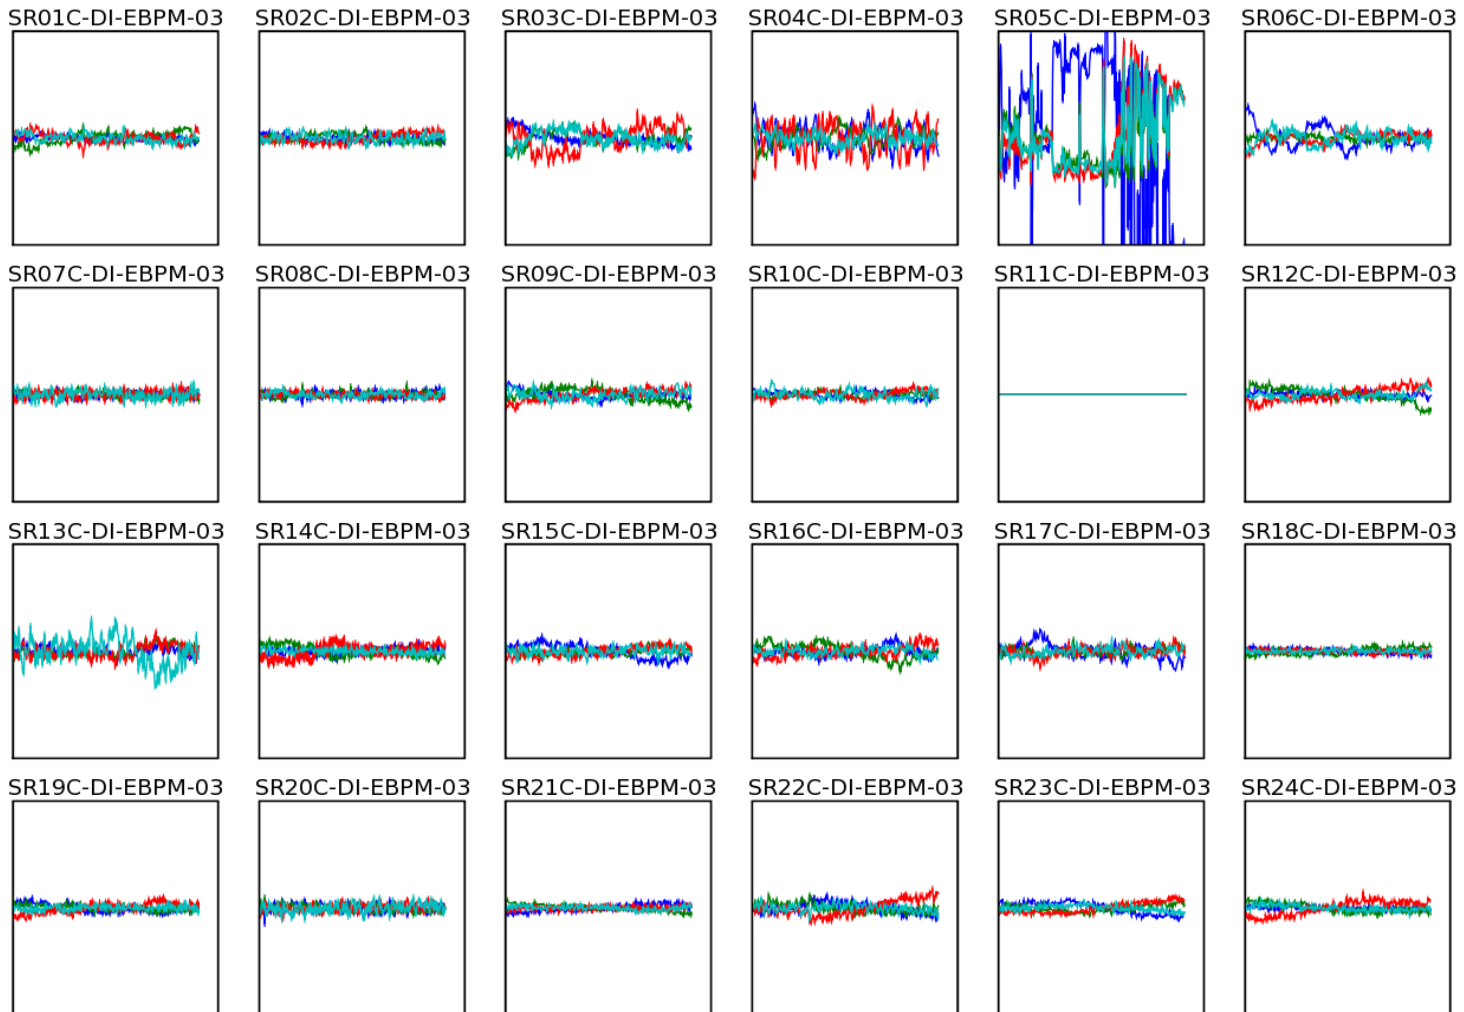 SR01C-DI-EBPM-03 SR02C-DI-EBPM-03 SR03C-DI-EBPM-03 SR04C-DI-EBPM-03 SR05C-DI-EBPM-03 SR06C-DI-EBPM-03
SR07C-DI-EBPM-03 SR08C-DI-EBPM-03 SR09C-DI-EBPM-03 SR10C-DI-EBPM-03 SR11C-DI-EBPM-03 SR12C-DI-EBPM-03
SR13C-DI-EBPM-03 SR14C-DI-EBPM-03 SR15C-DI-EBPM-03 SR16C-DI-EBPM-03 SR17C-DI-EBPM-03 SR18C-DI-EBPM-03
SR19C-DI-EBPM-03 SR20C-DI-EBPM-03 SR21C-DI-EBPM-03 SR22C-DI-EBPM-03 SR23C-DI-EBPM-03 SR24C-DI-EBPM-03